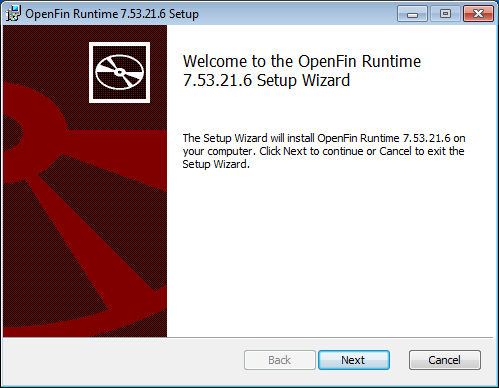 OpenFin Runtime 7.53.21.6 Setup
Welcome to the OpenFin Runtime
7.53.21.6 Setup Wizard
The Setup Wizard will install OpenFin Runtime 7.53.21.6 on
your computer. Click Next to continue or Cancel to exit the
Setup Wizard.
Back Next Cancel